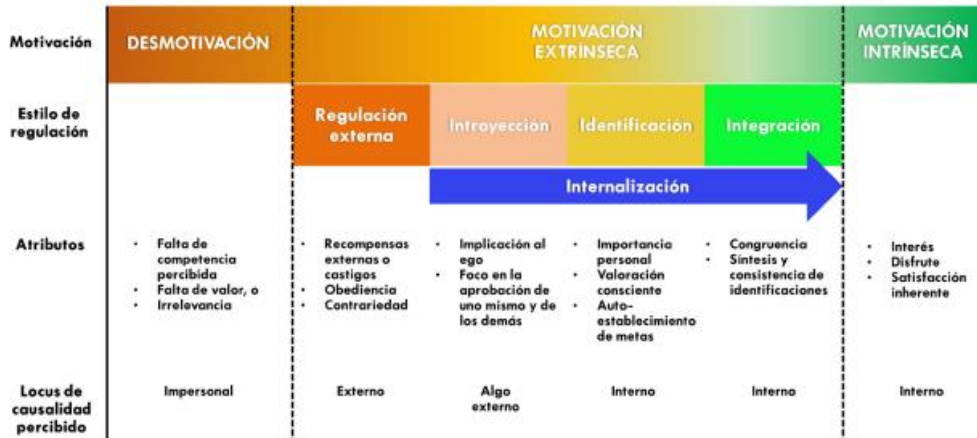 Motivación
DESMOTIVACIÓN
MOTIVACIÓN
EXTRÍNSECA
MOTIVACIÓN
INTRÍNSECA
Estilo de
regulación
Regulación
externa
Introyección
Identificación
Integración
Internalización
Atributos
• Falta de
competencia
percibida
• Falta de valor, o
• Irrelevancia
• Recompensas
externas o
castigos
• Obediencia
• Contrariedad
• Implicación al
ego
• Foco en la
aprobación de
uno mismo y de
los demás
• Importancia
personal
• Valoración
consciente
• Auto-
establecimiento
de metas
• Congruencia
• Síntesis y
consistencia de
identificaciones
• Interés
• Disfrute
• Satisfacción
inherente
Locus de
causalidad
percibido
Impersonal
Externo
Algo
externo
Interno
Interno
Interno